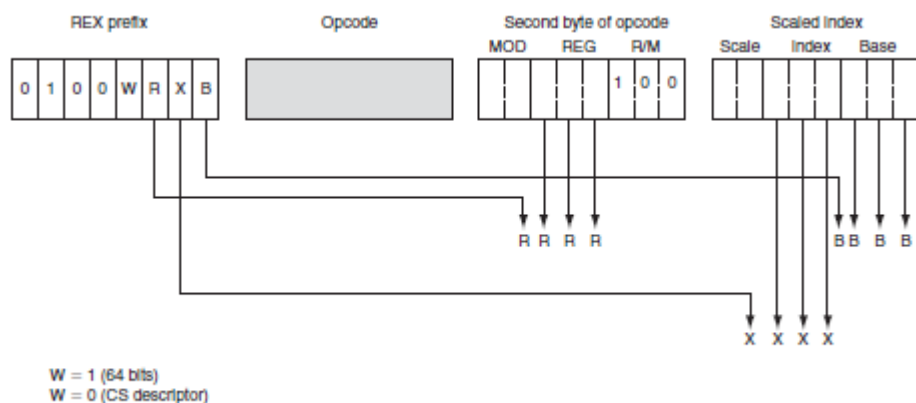 REX prefix Opcode Second byte of opcode Scaled Index
MOD REG R/M Scale Index Base
0 1 0 0 W R X B 1 0 0
R R R R B B B B
X X X X
W = 1 (64 bits)
W = 0 (CS descriptor)